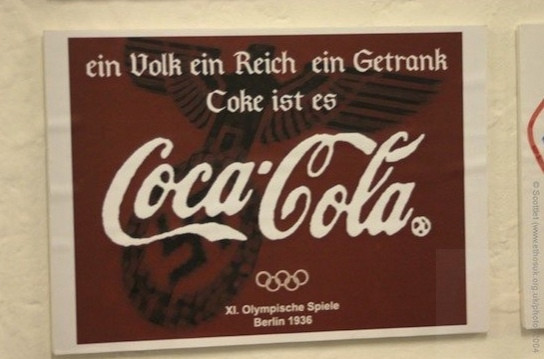 ein Volk ein Reich ein Getrank
Coke ist es
Coca-Cola
XI. Olympische Spiele
Berlin 1936